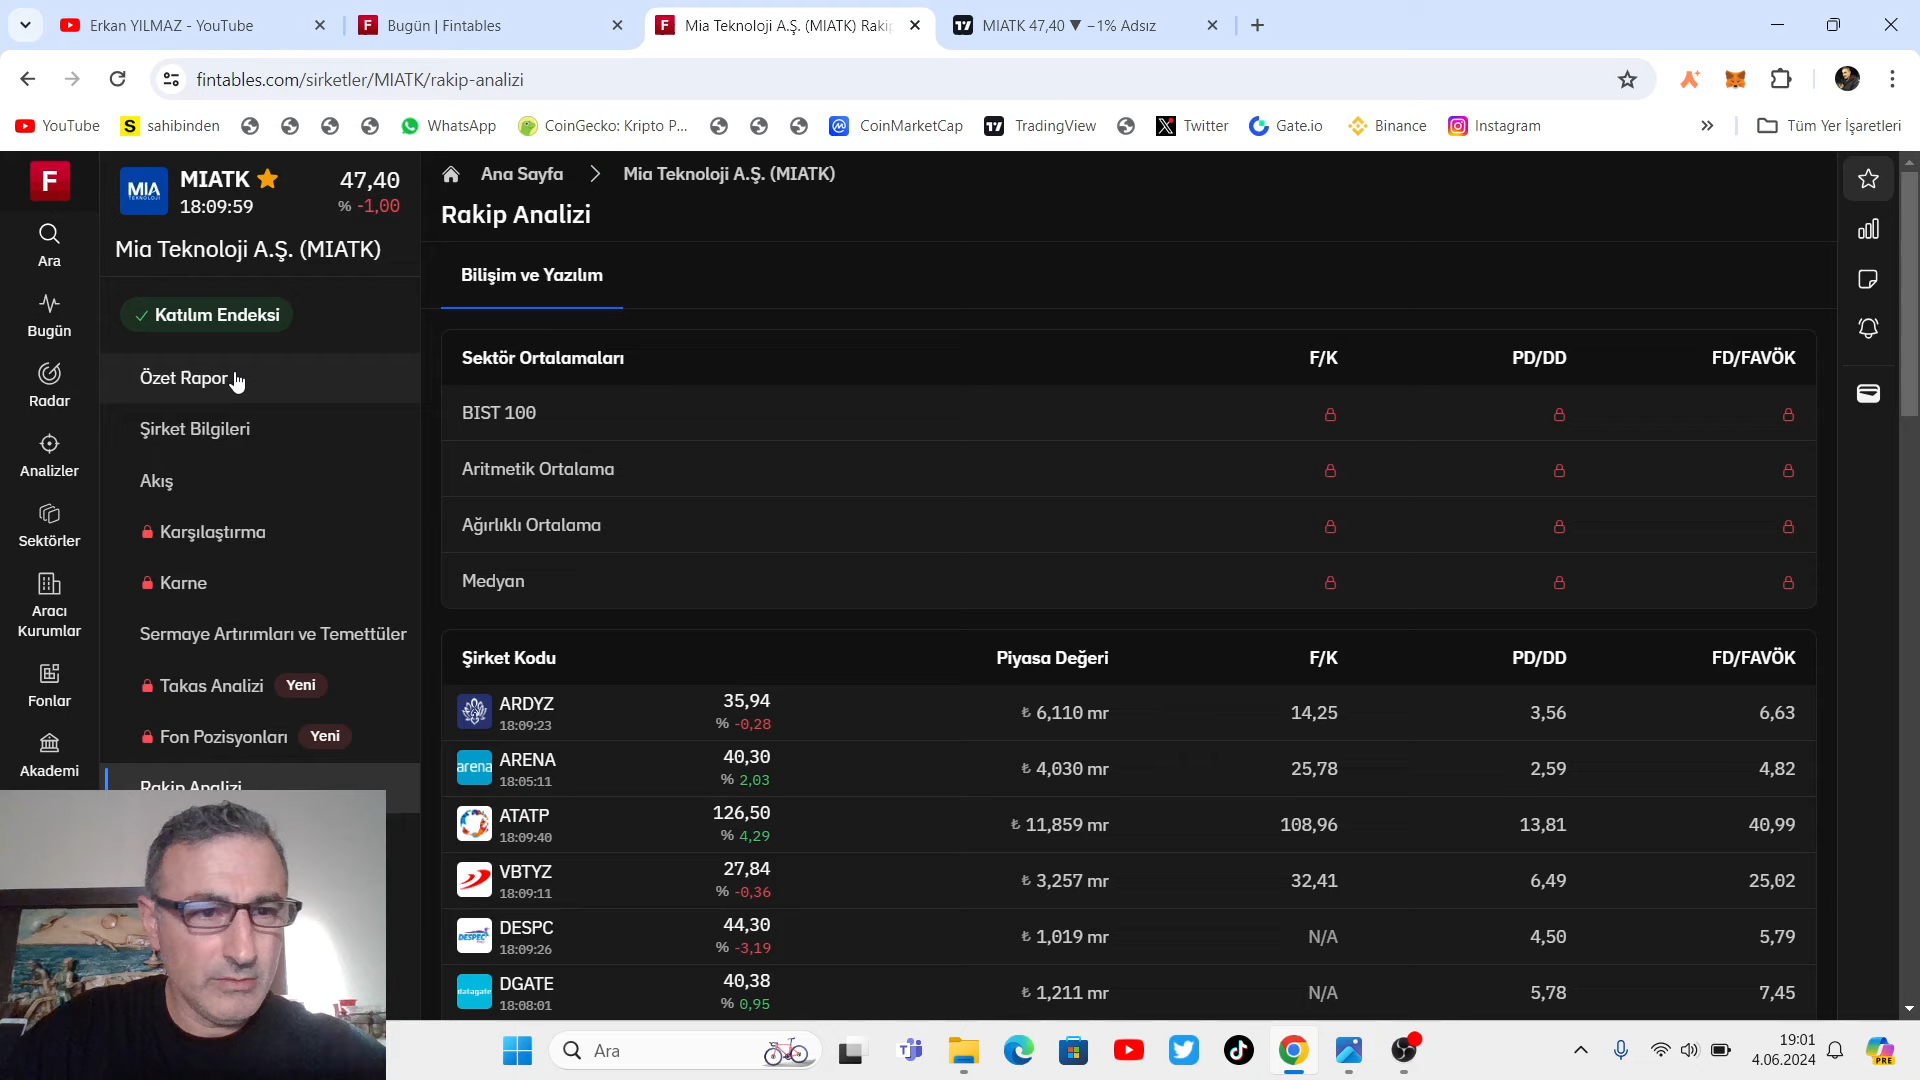 Erkan YILMAZ - YouTube
Bugün | Fintables
Mia Teknoloji A.Ş. (MIATK) Raki
MIATK 47,40 ▼ −1% Adsız
fintables.com/sirketler/MIATK/rakip-analizi
YouTube
sahibinden
WhatsApp
CoinGecko: Kripto P...
CoinMarketCap
TradingView
Twitter
Gate.io
Binance
Instagram
Tüm Yer İşaretleri
F
Ara
Bugün
Radar
Analizler
Sektörler
Aracı
Kurumlar
Fonlar
Akademi
MIA
TEKNOLOJİ
MIATK
47,40
18:09:59
% -1,00
Mia Teknoloji A.Ş. (MIATK)
Katılım Endeksi
Özet Rapor
Şirket Bilgileri
Akış
Karşılaştırma
Karne
Sermaye Artırımları ve Temettüler
Takas Analizi Yeni
Fon Pozisyonları Yeni
Rakip Analizi
Ana Sayfa
Mia Teknoloji A.Ş. (MIATK)
Rakip Analizi
Bilişim ve Yazılım
Sektör Ortalamaları F/K PD/DD FD/FAVÖK
BIST 100
Aritmetik Ortalama
Ağırlıklı Ortalama
Medyan
Şirket Kodu Piyasa Değeri F/K PD/DD FD/FAVÖK
ARDYZ 35,94 ₺ 6,110 mr 14,25 3,56 6,63
18:09:23 % -0,28
arena ARENA 40,30 ₺ 4,030 mr 25,78 2,59 4,82
18:05:11 % 2,03
ATATP 126,50 ₺ 11,859 mr 108,96 13,81 40,99
18:09:40 % 4,29
VBTYZ 27,84 ₺ 3,257 mr 32,41 6,49 25,02
18:09:11 % -0,36
DESPEC DESPC 44,30 ₺ 1,019 mr N/A 4,50 5,79
18:09:26 % -3,19
datagate DGATE 40,38 ₺ 1,211 mr N/A 5,78 7,45
18:08:01 % 0,95
Ara
19:01
4.06.2024
PRE